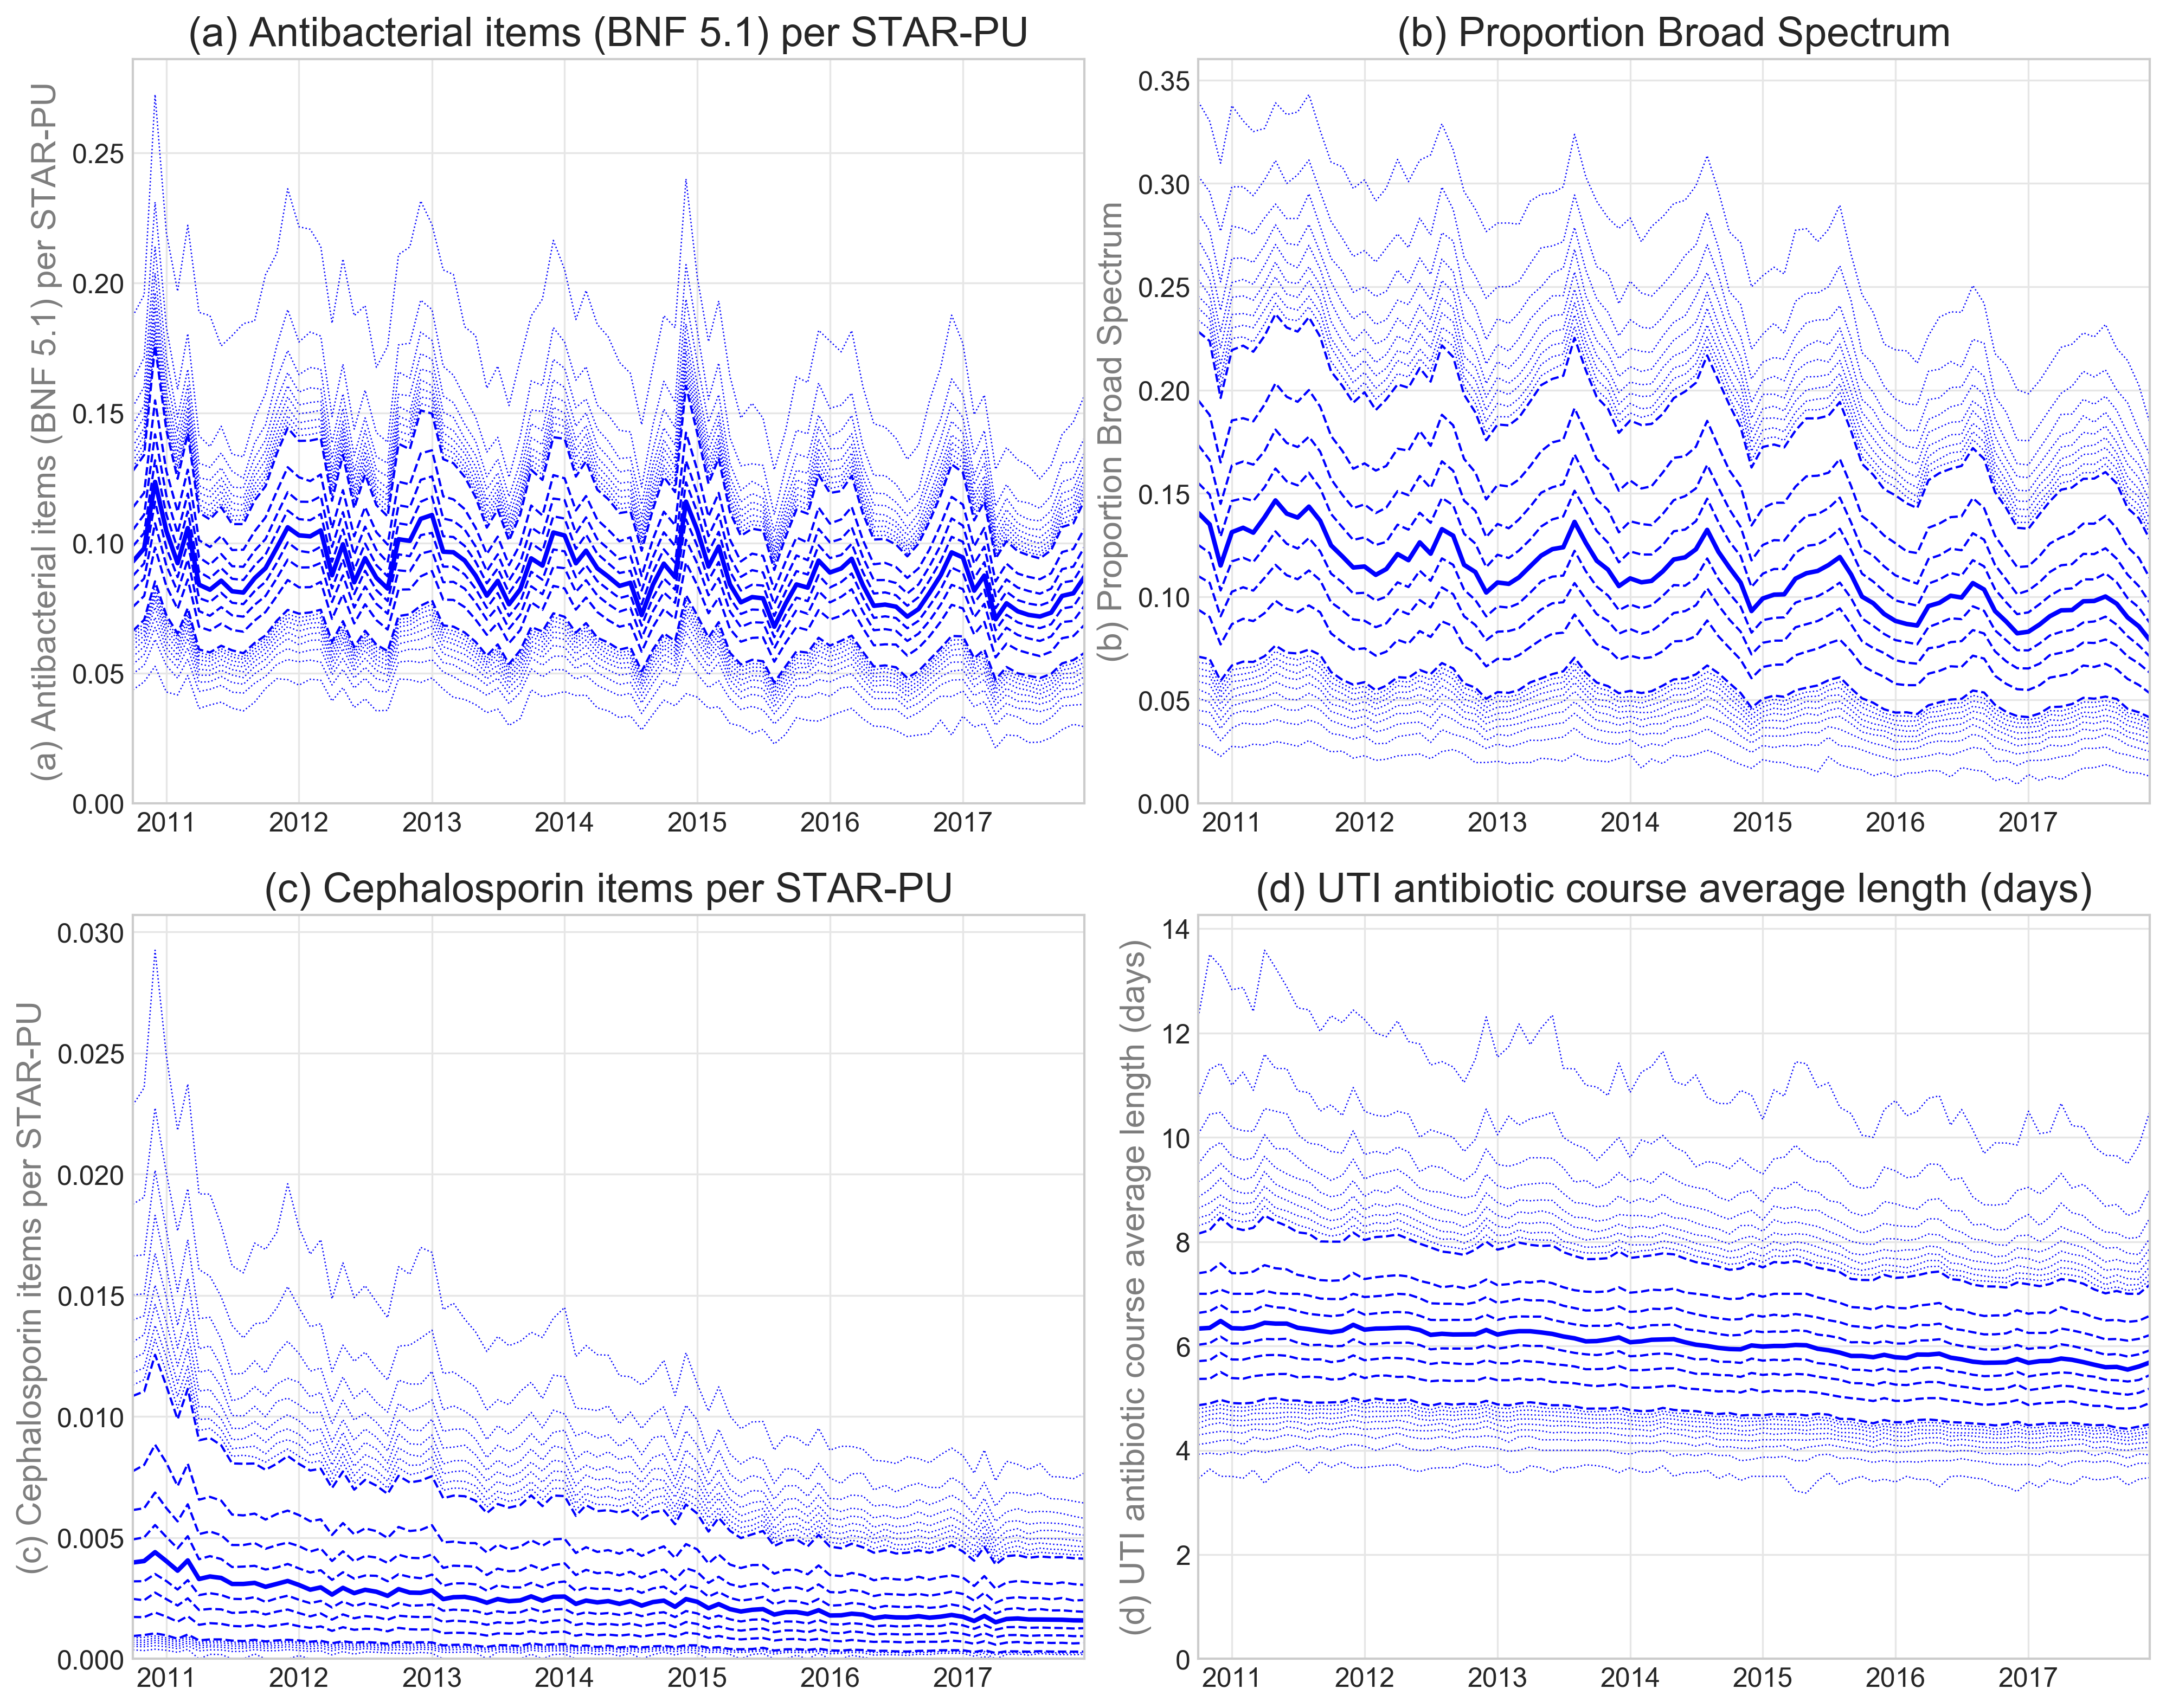 (a) Antibacterial items (BNF 5.1) per STAR-PU
(a) Antibacterial items (BNF 5.1) per STAR-PU
0.25
0.20
0.15
0.10
0.05
0.00
2011 2012 2013 2014 2015 2016 2017
(b) Proportion Broad Spectrum
(b) Proportion Broad Spectrum
0.35
0.30
0.25
0.20
0.15
0.10
0.05
0.00
2011 2012 2013 2014 2015 2016 2017
(c) Cephalosporin items per STAR-PU
(c) Cephalosporin items per STAR-PU
0.030
0.025
0.020
0.015
0.010
0.005
0.000
2011 2012 2013 2014 2015 2016 2017
(d) UTI antibiotic course average length (days)
(d) UTI antibiotic course average length (days)
14
12
10
8
6
4
2
0
2011 2012 2013 2014 2015 2016 2017